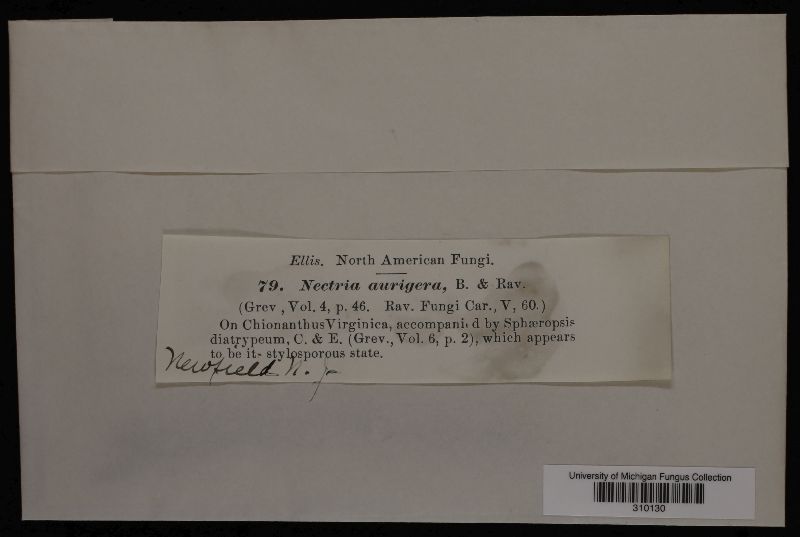 Ellis. North American Fungi.
79. Nectria aurigera, B. & Rav.
(Grev , Vol. 4, p. 46. Rav. Fungi Car., V, 60.)
On Chionanthus Virginica, accompani d by Sphæropsis
diatrypeum, C. & E. (Grev., Vol. 6, p. 2), which appears
to be it- stylosporous state.
Newfield N. J-
University of Michigan Fungus Collection
310130